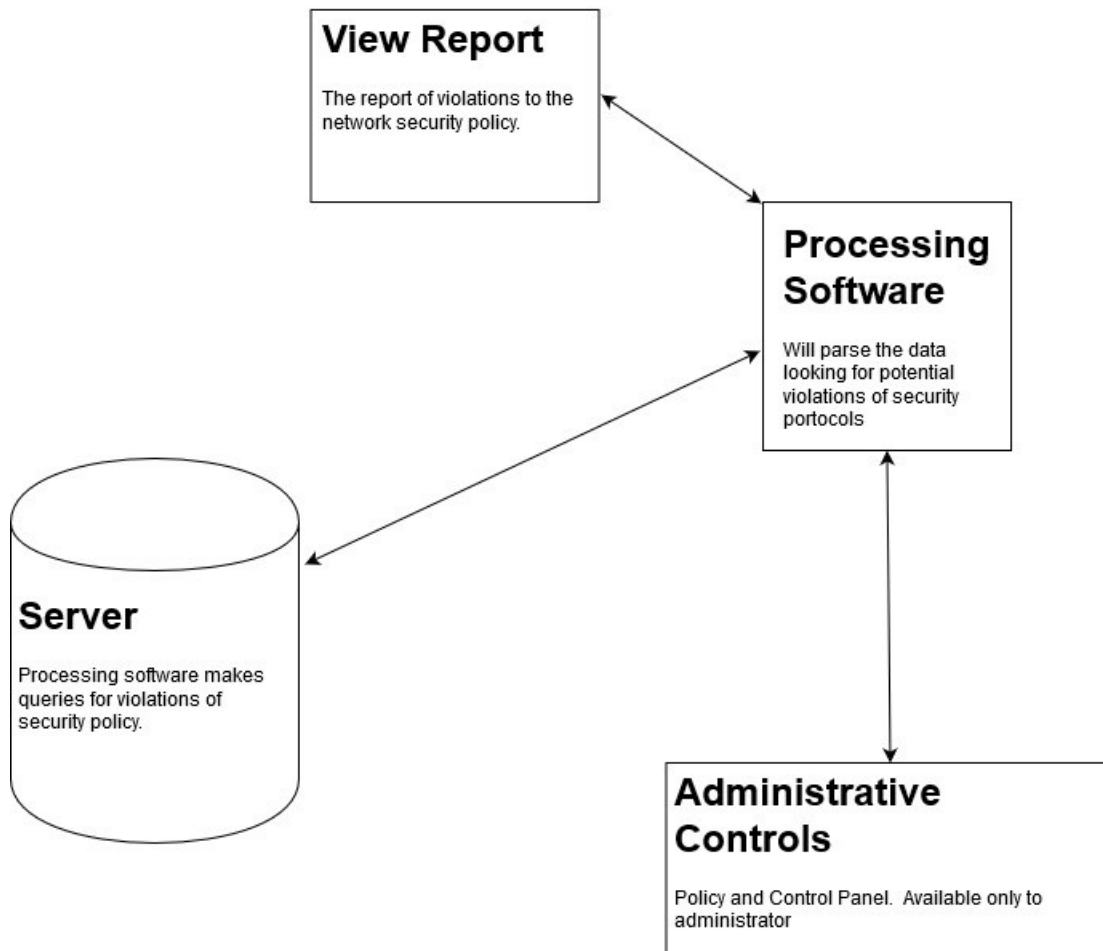 View Report
The report of violations to the
network security policy.
Processing
Software
Will parse the data
looking for potential
violations of security
portocols
Server
Processing software makes
queries for violations of
security policy.
Administrative
Controls
Policy and Control Panel.  Available only to
administrator